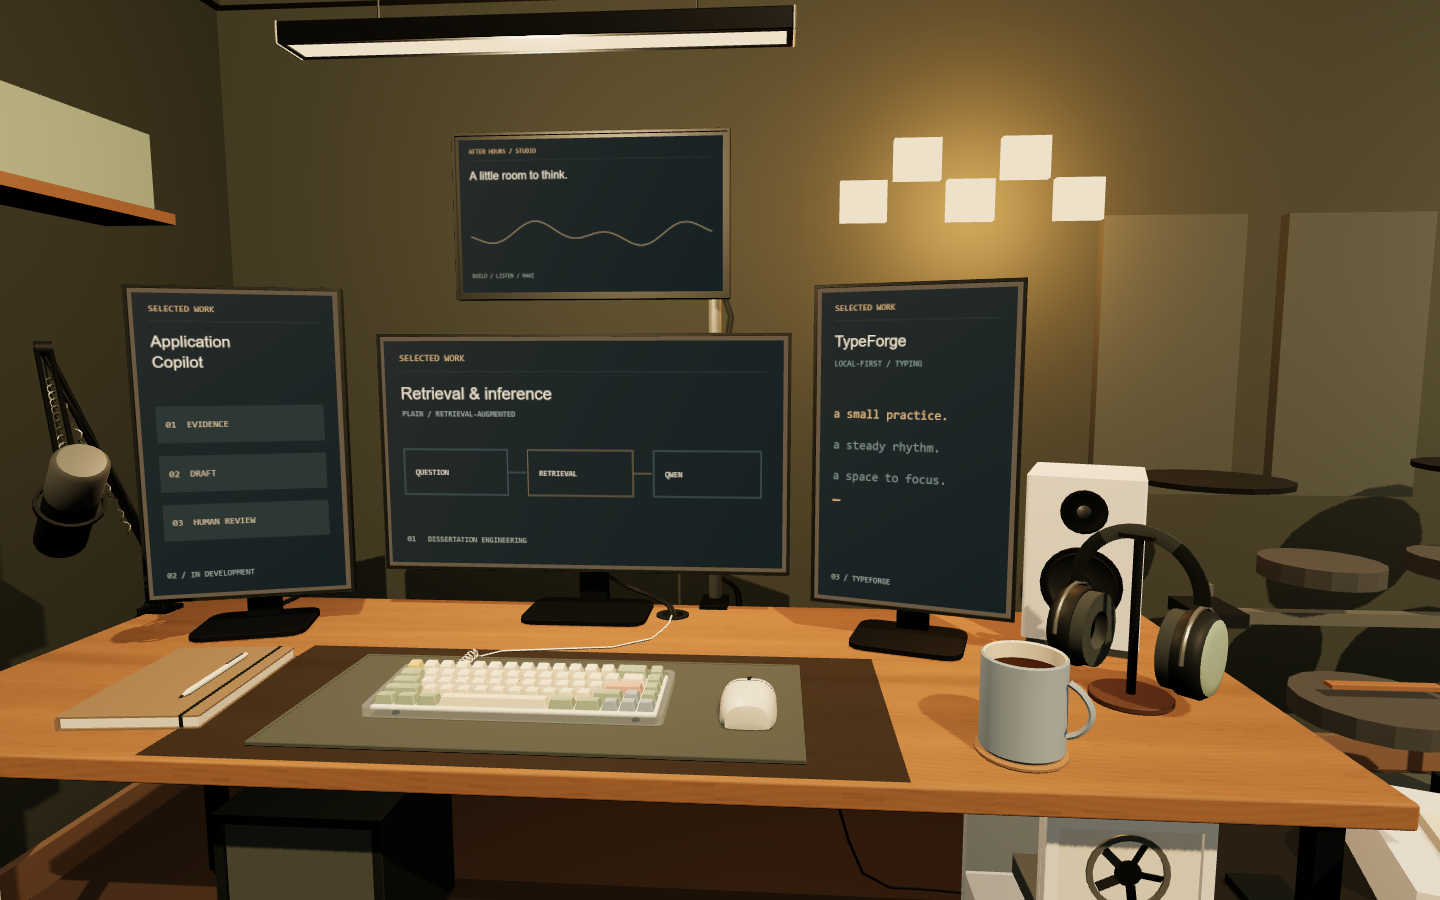 AFTER HOURS / STUDIO
A little room to think.
BUILD / LISTEN / MAKE
SELECTED WORK
Application
Copilot
01 EVIDENCE
02 DRAFT
03 HUMAN REVIEW
02 / IN DEVELOPMENT
SELECTED WORK
Retrieval & inference
PLAIN / RETRIEVAL-AUGMENTED
QUESTION
RETRIEVAL
QWEN
01 DISSERTATION ENGINEERING
SELECTED WORK
TypeForge
LOCAL-FIRST / TYPING
a small practice.
a steady rhythm.
a space to focus.
03 / TYPEFORGE